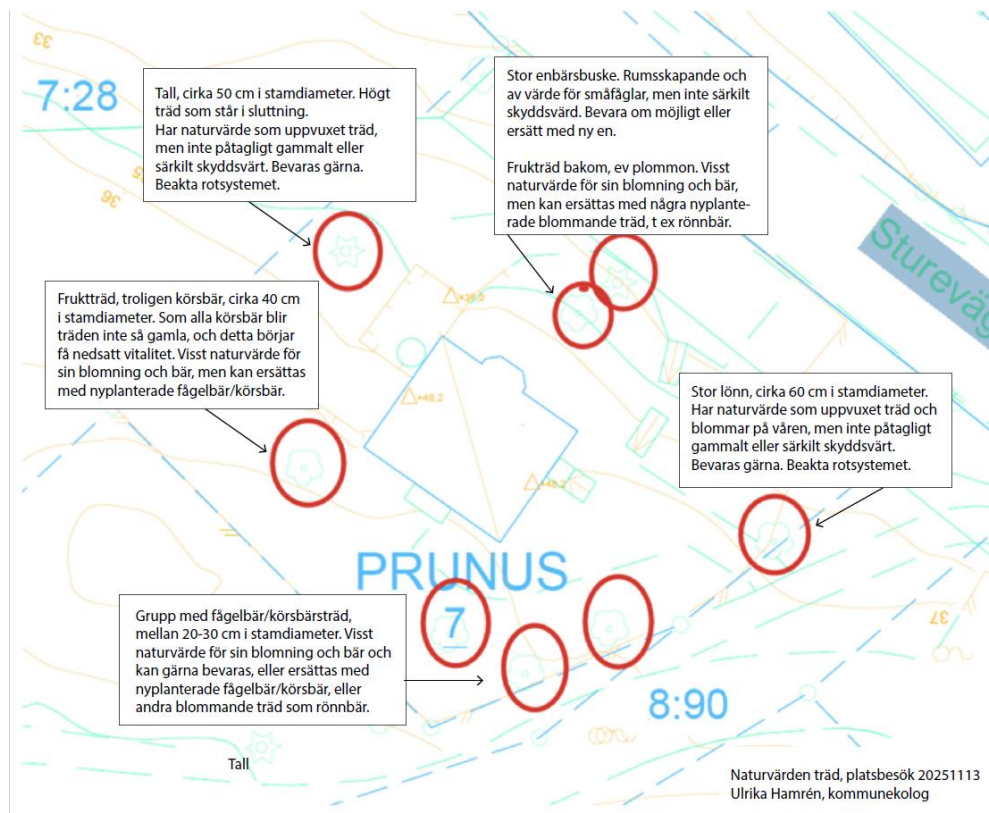 33
7:28
Tall, cirka 50 cm i stamdiameter. Högt
träd som står i sluttning.
Har naturvärde som uppvuxet träd,
men inte påtagligt gammalt eller
särkilt skyddsvärt. Bevaras gärna.
Beakta rotsystemet.
Stor enbärsbuske. Rumsskapande och
av värde för småfåglar, men inte särkilt
skyddsvärd. Bevara om möjligt eller
ersätt med ny en.
Frukträd bakom, ev plommon. Visst
naturvärde för sin blomning och bär,
men kan ersättas med några nyplante-
rade blommande träd, t ex rönnbär.
35
36
Stureväg
Fruktträd, troligen körsbär, cirka 40 cm
i stamdiameter. Som alla körsbär blir
träden inte så gamla, och detta börjar
få nedsatt vitalitet. Visst naturvärde för
sin blomning och bär, men kan ersättas
med nyplanterade fågelbär/körsbär.
+48,2
Stor lönn, cirka 60 cm i stamdiameter.
Har naturvärde som uppvuxet träd och
blommar på våren, men inte påtagligt
gammalt eller särkilt skyddsvärt.
Bevaras gärna. Beakta rotsystemet.
+48,2
PRUNUS
7
Grupp med fågelbär/körsbärsträd,
mellan 20-30 cm i stamdiameter. Visst
naturvärde för sin blomning och bär och
kan gärna bevaras, eller ersättas med
nyplanterade fågelbär/körsbär, eller
andra blommande träd som rönnbär.
37
8:90
Tall
Naturvärden träd, platsbesök 20251113
Ulrika Hamrén, kommunekolog